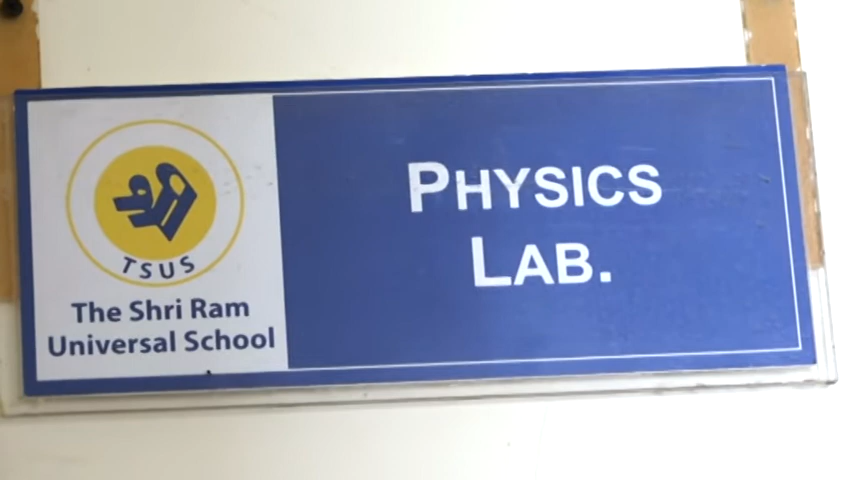 TSUS
The Shri Ram
Universal School
PHYSICS
LAB.